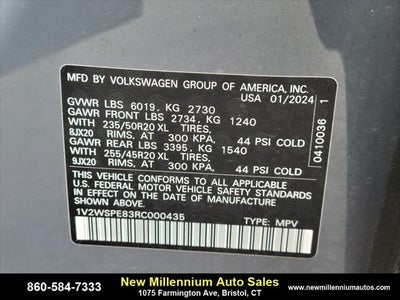 MFD BY VOLKSWAGEN GROUP OF AMERICA, INC.
USA 01/2024
GVWR LBS 6019, KG 2730
GAWR FRONT LBS 2734, KG 1240
WITH 235/50R20 XL TIRES,
8JX20 RIMS, AT 300 KPA, 44 PSI COLD
GAWR REAR LBS 3395, KG 1540
WITH 255/45R20 XL TIRES,
9JX20 RIMS, AT 300 KPA, 44 PSI COLD
THIS VEHICLE CONFORMS TO ALL APPLICABLE
U.S. FEDERAL MOTOR VEHICLE SAFETY STANDARDS
IN EFFECT ON THE DATE OF MANUFACTURE
SHOWN ABOVE.
1V2WSPE83RC000435 TYPE: MPV
0410036 1
860-584-7333
New Millennium Auto Sales
1075 Farmington Ave, Bristol, CT
www.newmillenniumautos.com